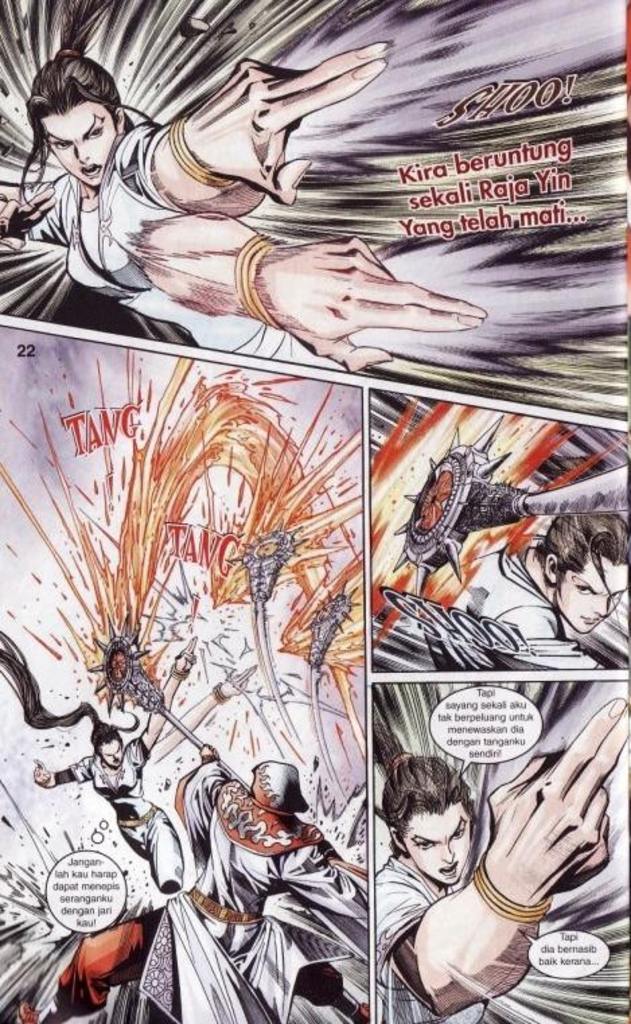 SHOO!
Kira beruntung
sekali Raja Yin
Yang telah mati...
22
TANG
TANG
!
SHOOO!
Jangan-
lah kau harap
dapat menepis
seranganku
dengan jari
kau!
Tapi
sayang sekali aku
tak berpeluang untuk
menewaskan dia
dengan tanganku
sendiri!
Tapi
dia bernasib
baik kerana...